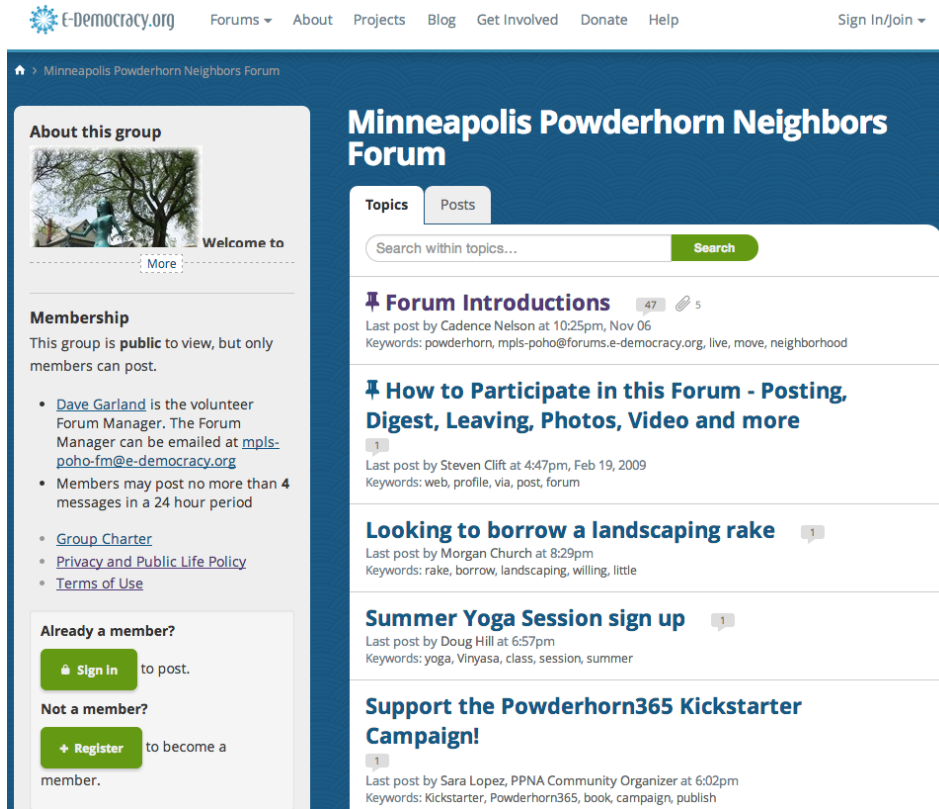 E-Democracy.org
Forums About Projects Blog Get Involved Donate Help Sign In/Join
> Minneapolis Powderhorn Neighbors Forum
About this group
Welcome to
More
Membership
This group is public to view, but only
members can post.
• Dave Garland is the volunteer
Forum Manager. The Forum
Manager can be emailed at mpls-
poho-fm@e-democracy.org
• Members may post no more than 4
messages in a 24 hour period
• Group Charter
• Privacy and Public Life Policy
• Terms of Use
Already a member?
Sign In to post.
Not a member?
+ Register to become a
member.
Minneapolis Powderhorn Neighbors
Forum
Topics Posts
Search within topics... Search
Forum Introductions 47 5
Last post by Cadence Nelson at 10:25pm, Nov 06
Keywords: powderhorn, mpls-poho@forums.e-democracy.org, live, move, neighborhood
How to Participate in this Forum - Posting,
Digest, Leaving, Photos, Video and more
1
Last post by Steven Clift at 4:47pm, Feb 19, 2009
Keywords: web, profile, via, post, forum
Looking to borrow a landscaping rake 1
Last post by Morgan Church at 8:29pm
Keywords: rake, borrow, landscaping, willing, little
Summer Yoga Session sign up 1
Last post by Doug Hill at 6:57pm
Keywords: yoga, Vinyasa, class, session, summer
Support the Powderhorn365 Kickstarter
Campaign!
1
Last post by Sara Lopez, PPNA Community Organizer at 6:02pm
Keywords: Kickstarter, Powderhorn365, book, campaign, publish